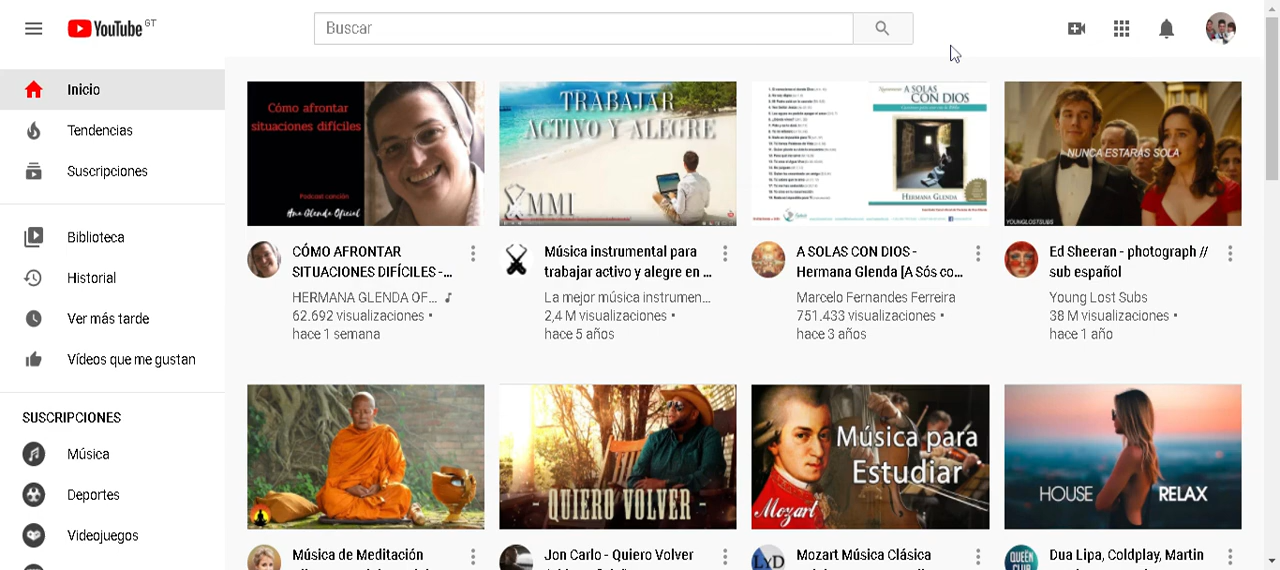 YouTube GT
Buscar
Inicio
Tendencias
Suscripciones
Biblioteca
Historial
Ver más tarde
Vídeos que me gustan
SUSCRIPCIONES
Música
Deportes
Videojuegos
Cómo afrontar
situaciones difíciles
Podcast canción
Hna Glenda Oficial
CÓMO AFRONTAR
SITUACIONES DIFÍCILES -...
HERMANA GLENDA OF...
62.692 visualizaciones •
hace 1 semana
TRABAJAR
ACTIVO Y ALEGRE
MMI
Música instrumental para
trabajar activo y alegre en ...
La mejor música instrumen...
2,4 M visualizaciones •
hace 5 años
A SOLAS
CON DIOS
HERMANA GLENDA
A SOLAS CON DIOS -
Hermana Glenda [A Sós co...
Marcelo Fernandes Ferreira
751.433 visualizaciones •
hace 3 años
NUNCA ESTARÁS SOLA
YOUNGLOSTSUBS
Ed Sheeran - photograph //
sub español
Young Lost Subs
38 M visualizaciones •
hace 1 año
Música de Meditación
- QUIERO VOLVER -
Jon Carlo - Quiero Volver
Música para
Estudiar
Mozart
LYD
Mozart Música Clásica
HOUSE RELAX
QUEEN
CLUB
Dua Lipa, Coldplay, Martin